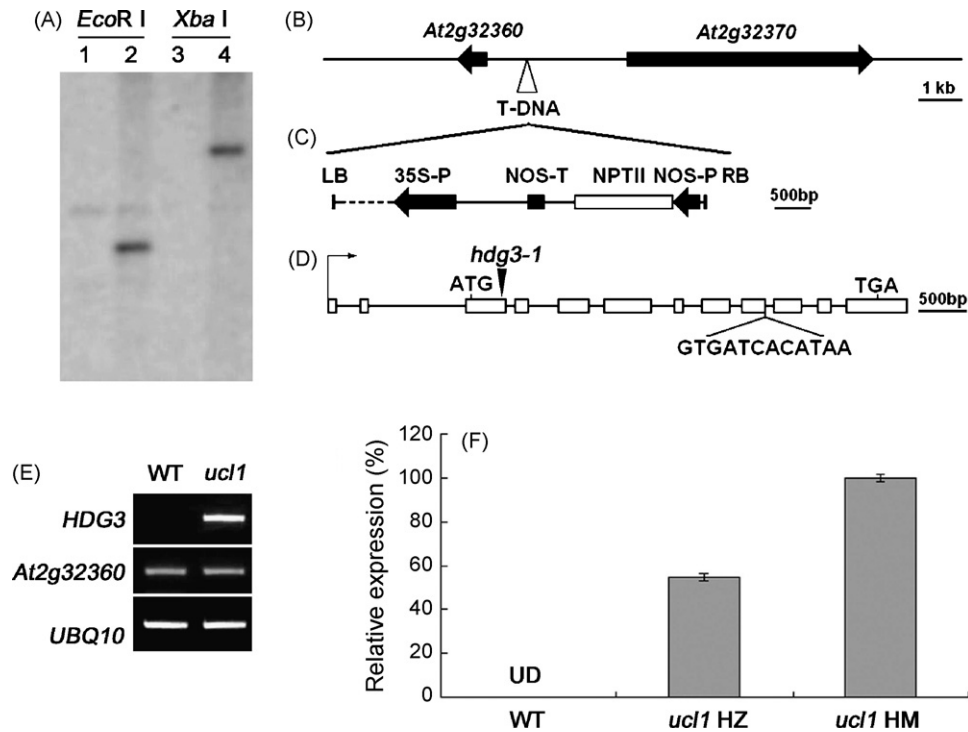 (A)
EcoR I Xba I
1 2 3 4
(B)
At2g32360 At2g32370
1 kb
T-DNA
(C)
LB 35S-P NOS-T NPTII NOS-P RB
500bp
(D)
hdg3-1
ATG
TGA
500bp
GTGATCACATAA
(E)
WT ucl1
HDG3
At2g32360
UBQ10
(F)
Relative expression (%)
120
100
80
60
40
20
0
UD
WT ucl1 HZ ucl1 HM